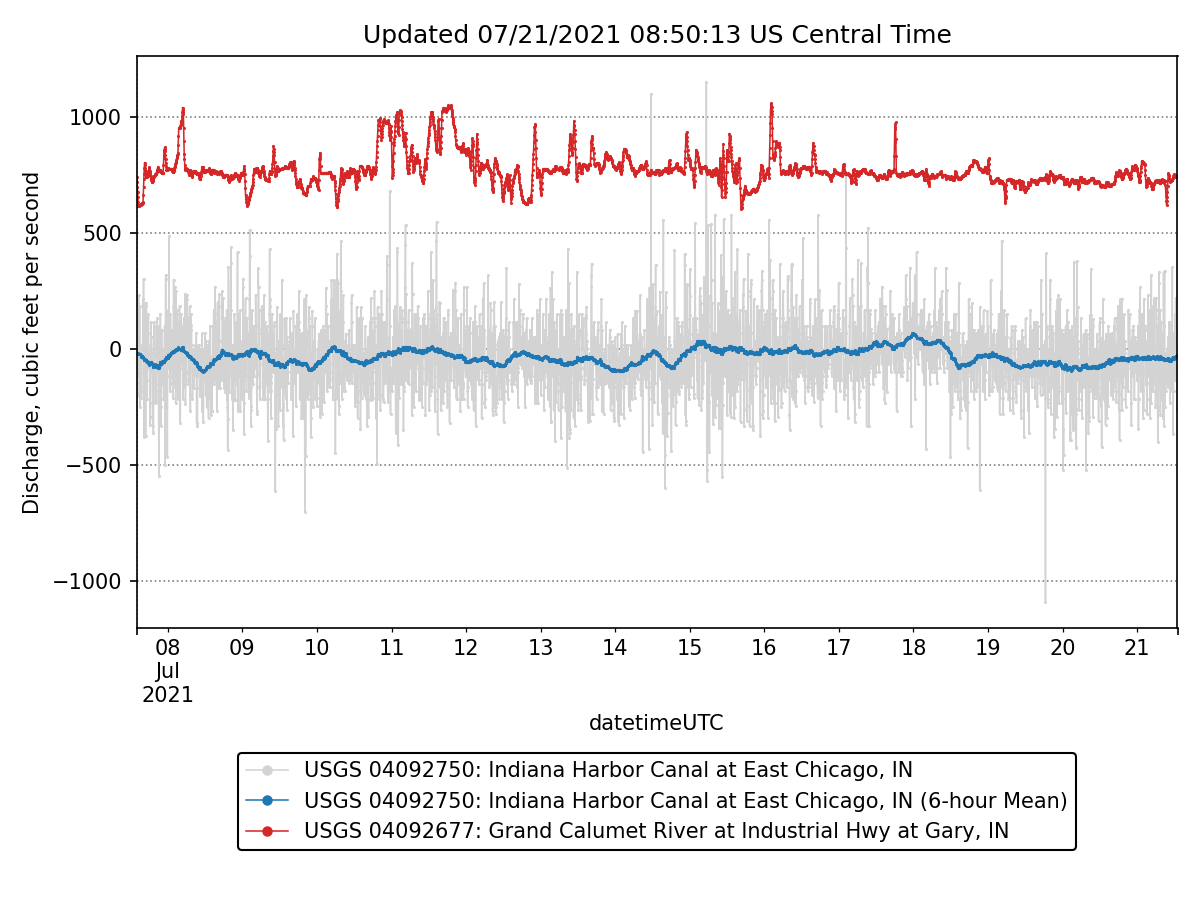 Updated 07/21/2021 08:50:13 US Central Time
Discharge, cubic feet per second
1000
500
0
−500
−1000
08 09 10 11 12 13 14 15 16 17 18 19 20 21
Jul
2021
datetimeUTC
USGS 04092750: Indiana Harbor Canal at East Chicago, IN
USGS 04092750: Indiana Harbor Canal at East Chicago, IN (6-hour Mean)
USGS 04092677: Grand Calumet River at Industrial Hwy at Gary, IN